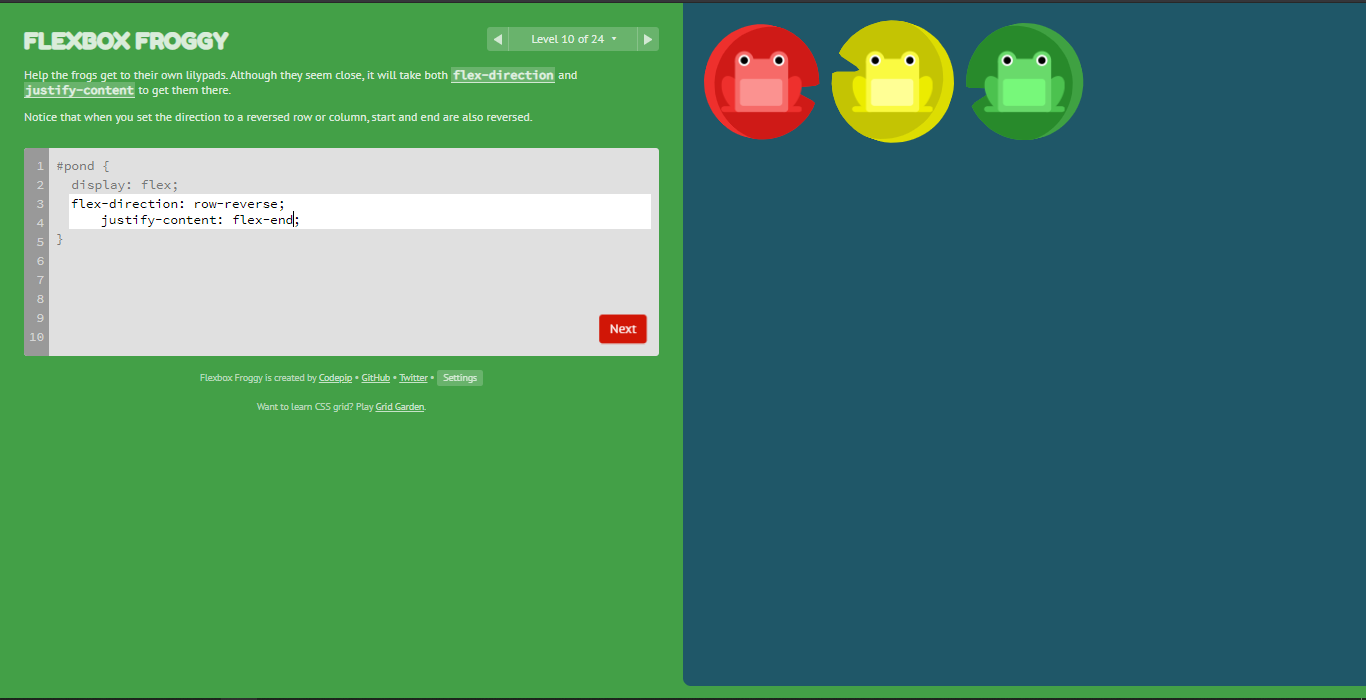 FLEXBOX FROGGY
Level 10 of 24
Help the frogs get to their own lilypads. Although they seem close, it will take both flex-direction and
justify-content to get them there.
Notice that when you set the direction to a reversed row or column, start and end are also reversed.
1 #pond {
2 display: flex;
3 flex-direction: row-reverse;
4 justify-content: flex-end;
5 }
6
7
8
9
10
Next
Flexbox Froggy is created by Codepip • GitHub • Twitter • Settings
Want to learn CSS grid? Play Grid Garden.